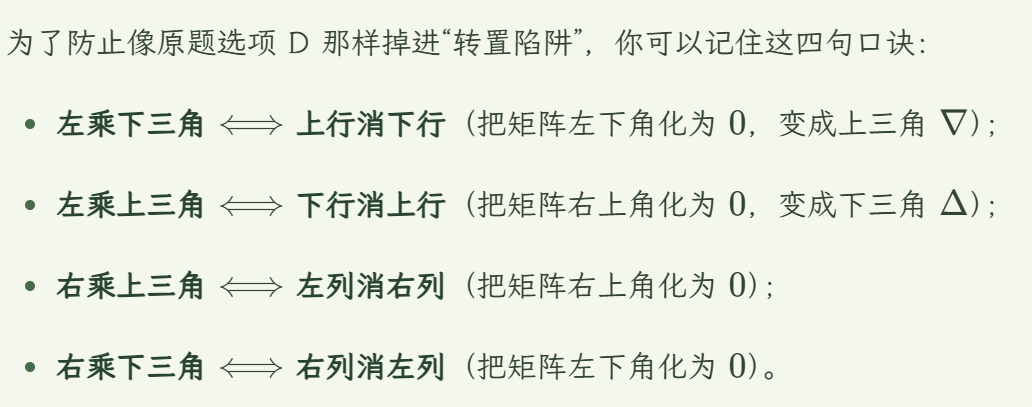 为了防止像原题选项 D 那样掉进“转置陷阱”，你可以记住这四句口诀：
• 左乘下三角 ⟺ 上行消下行（把矩阵左下角化为 0，变成上三角 ∇）；
• 左乘上三角 ⟺ 下行消上行（把矩阵右上角化为 0，变成下三角 Δ）；
• 右乘上三角 ⟺ 左列消右列（把矩阵右上角化为 0）；
• 右乘下三角 ⟺ 右列消左列（把矩阵左下角化为 0）。